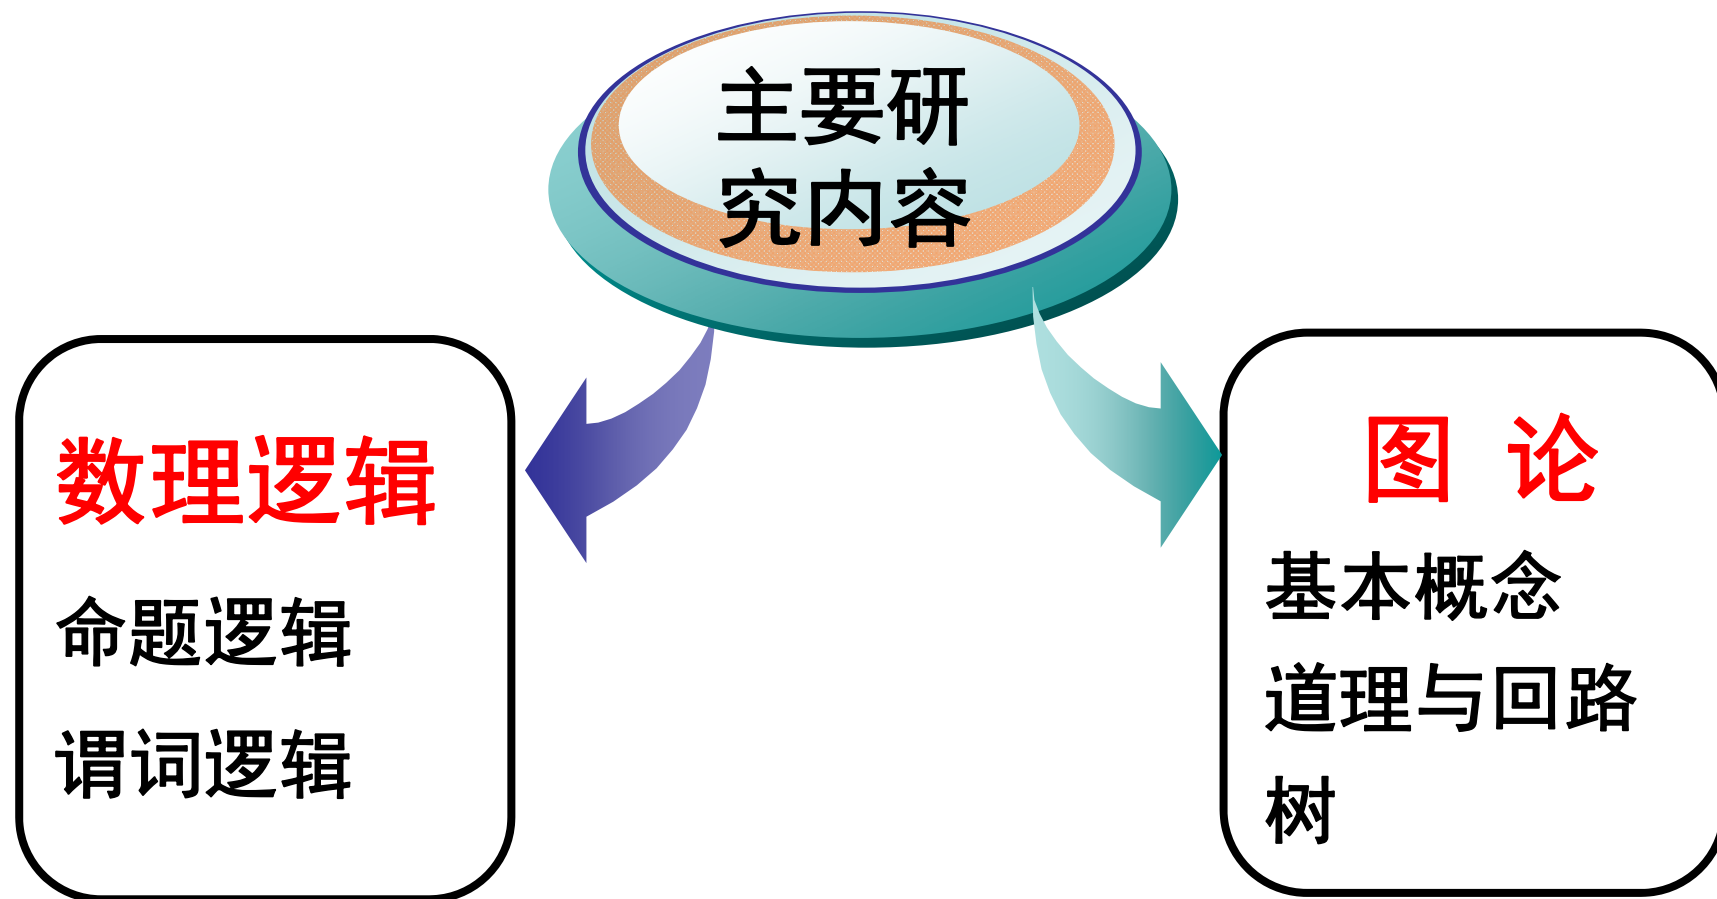 主要研
究内容
数理逻辑
命题逻辑
谓词逻辑
图 论
基本概念
道理与回路
树